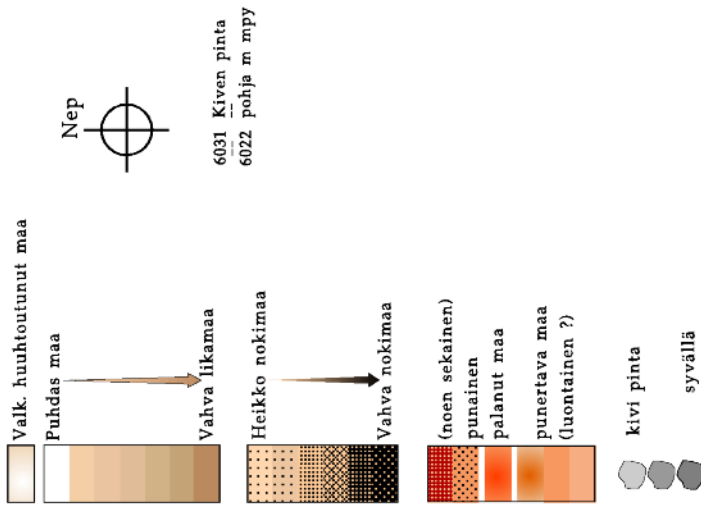 Nep
6031 Kiven pinta
-- --
6022 pohja m mpy
Valk. huuhtoutunut maa
Puhdas maa
Vahva likamaa
Heikko nokimaa
Vahva nokimaa
(noen sekainen)
punainen
palanut maa
punertava maa
(luontainen ?)
kivi pinta
syvällä